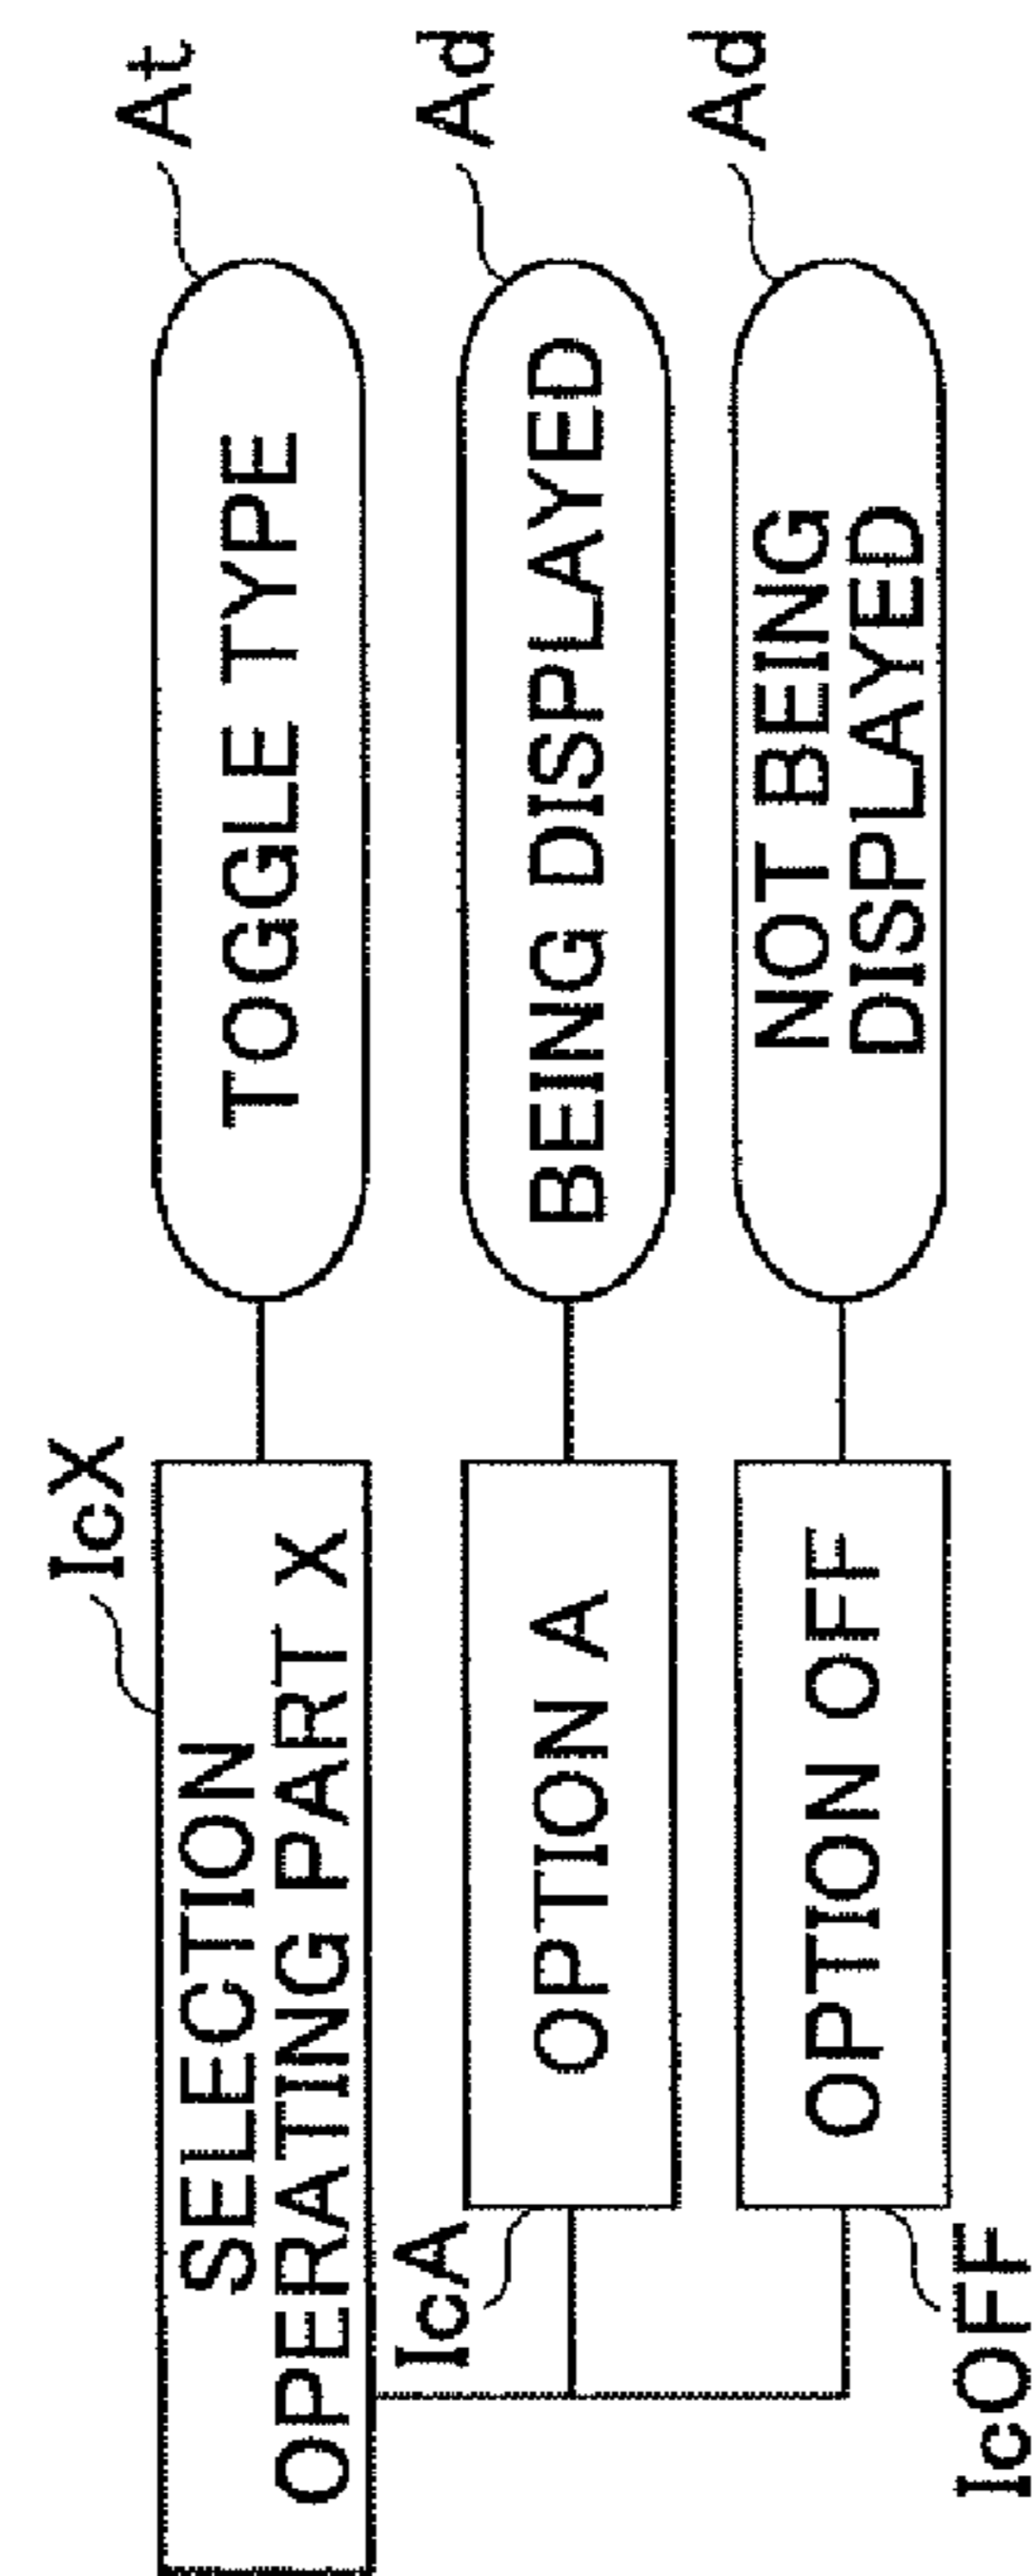 IcX
SELECTION
OPERATING PART X
TOGGLE TYPE
At
IcA
OPTION A
BEING DISPLAYED
Ad
OPTION OFF
IcOFF
NOT BEING
DISPLAYED
Ad